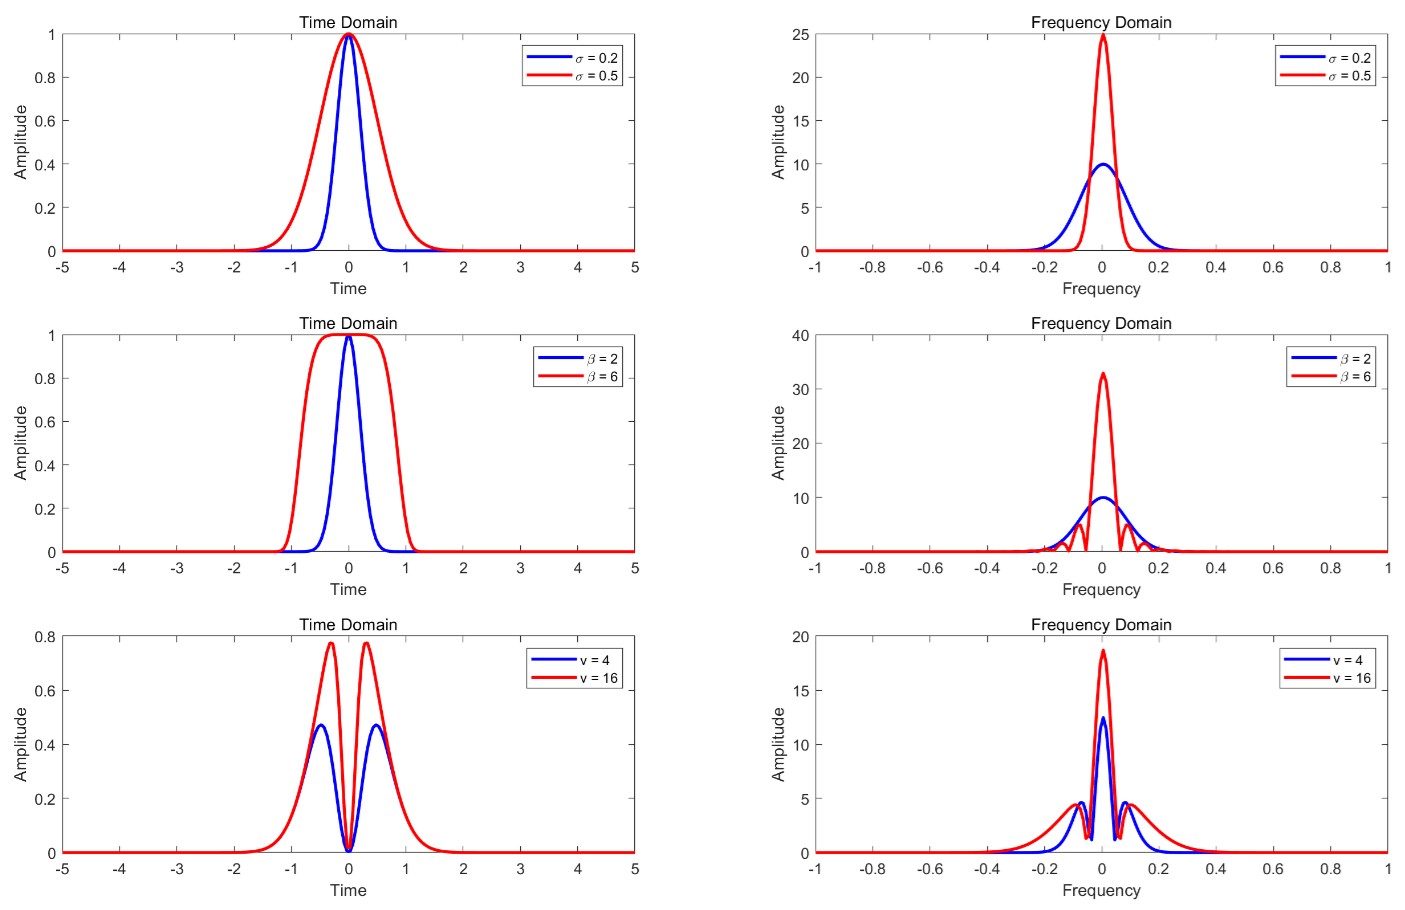 Time Domain
Amplitude
1
0.8
0.6
0.4
0.2
0
σ = 0.2
σ = 0.5
-5 -4 -3 -2 -1 0 1 2 3 4 5
Time
Frequency Domain
Amplitude
25
20
15
10
5
0
σ = 0.2
σ = 0.5
-1 -0.8 -0.6 -0.4 -0.2 0 0.2 0.4 0.6 0.8 1
Frequency
Time Domain
Amplitude
1
0.8
0.6
0.4
0.2
0
β = 2
β = 6
-5 -4 -3 -2 -1 0 1 2 3 4 5
Time
Frequency Domain
Amplitude
40
30
20
10
0
β = 2
β = 6
-1 -0.8 -0.6 -0.4 -0.2 0 0.2 0.4 0.6 0.8 1
Frequency
Time Domain
Amplitude
0.8
0.6
0.4
0.2
0
v = 4
v = 16
-5 -4 -3 -2 -1 0 1 2 3 4 5
Time
Frequency Domain
Amplitude
20
15
10
5
0
v = 4
v = 16
-1 -0.8 -0.6 -0.4 -0.2 0 0.2 0.4 0.6 0.8 1
Frequency